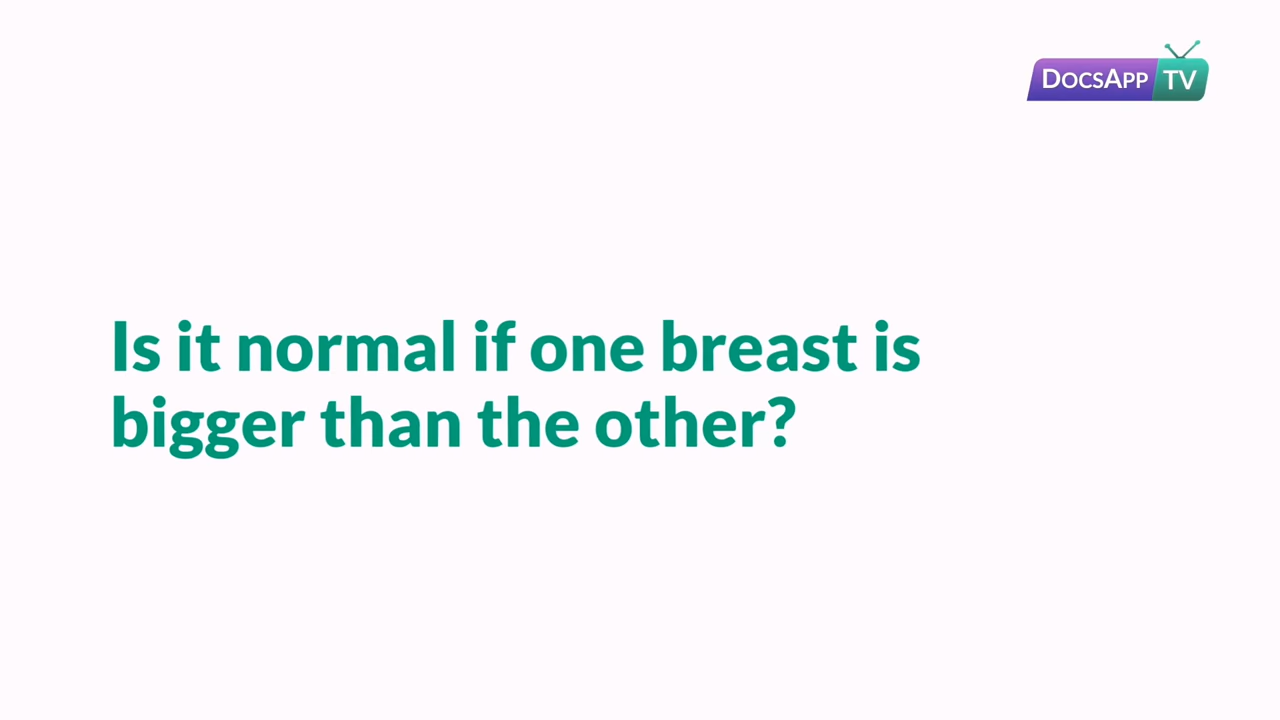 DOCSAPP TV
Is it normal if one breast is
bigger than the other?